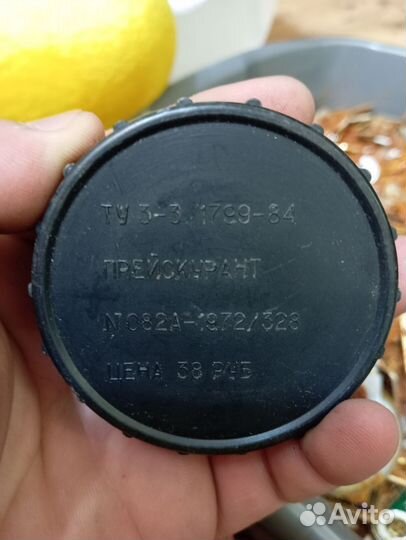 ТУ 3-3.1799-84
ПРЕЙСКУРАНТ
N 082А-1972/328
ЦЕНА 38 РУБ
Avito